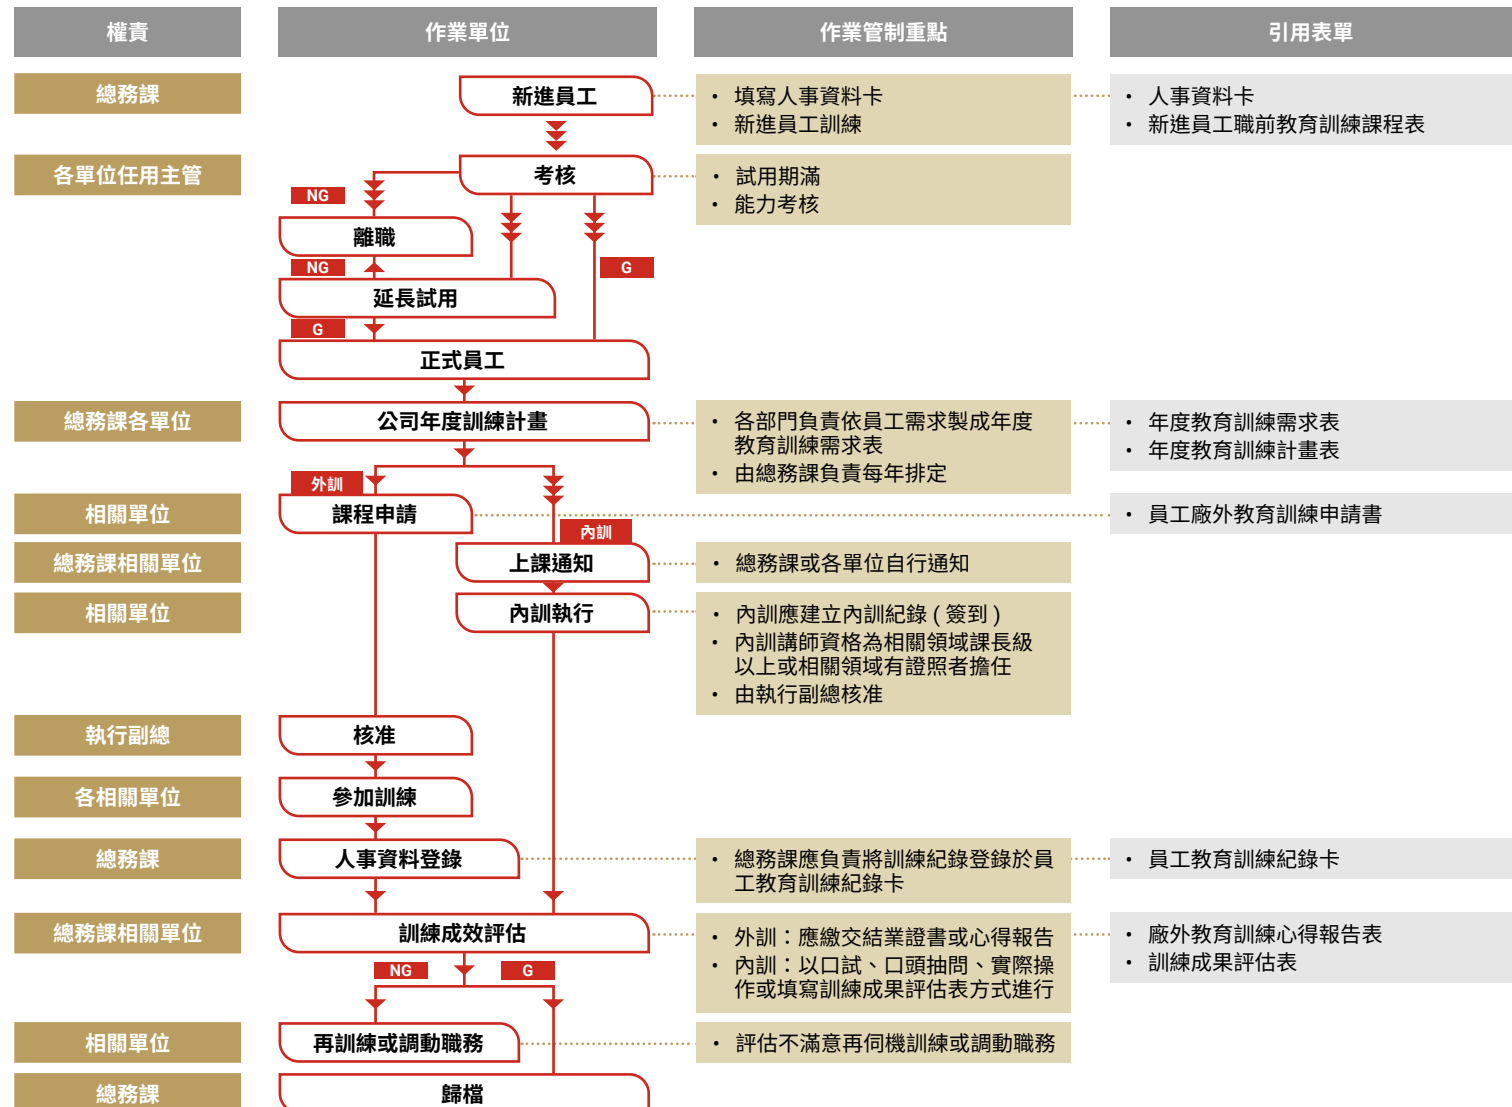 權責
作業單位
作業管制重點
引用表單
總務課
新進員工
• 填寫人事資料卡
• 新進員工訓練
• 人事資料卡
• 新進員工職前教育訓練課程表
各單位任用主管
考核
• 試用期滿
• 能力考核
NG
離職
NG
G
延長試用
G
正式員工
總務課各單位
公司年度訓練計畫
• 各部門負責依員工需求製成年度
教育訓練需求表
• 由總務課負責每年排定
• 年度教育訓練需求表
• 年度教育訓練計畫表
外訓
相關單位
課程申請
• 員工廠外教育訓練申請書
內訓
總務課相關單位
上課通知
• 總務課或各單位自行通知
相關單位
內訓執行
• 內訓應建立內訓紀錄 ( 簽到 )
• 內訓講師資格為相關領域課長級
以上或相關領域有證照者擔任
• 由執行副總核准
執行副總
核准
各相關單位
參加訓練
總務課
人事資料登錄
• 總務課應負責將訓練紀錄登錄於員
工教育訓練紀錄卡
• 員工教育訓練紀錄卡
總務課相關單位
訓練成效評估
• 外訓：應繳交結業證書或心得報告
• 內訓：以口試、口頭抽問、實際操
作或填寫訓練成果評估表方式進行
• 廠外教育訓練心得報告表
• 訓練成果評估表
NG
G
相關單位
再訓練或調動職務
• 評估不滿意再伺機訓練或調動職務
總務課
歸檔